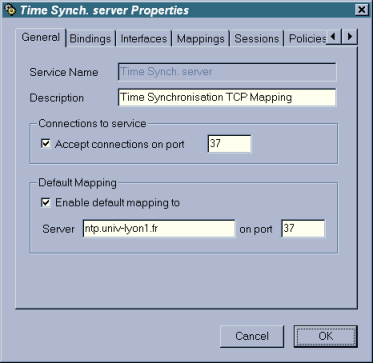 Time Synch. server Properties
General Bindings Interfaces Mappings Sessions Policies
Service Name Time Synch. server
Description Time Synchronisation TCP Mapping
Connections to service
Accept connections on port 37
Default Mapping
Enable default mapping to
Server ntp.univ-lyon1.fr on port 37
Cancel OK